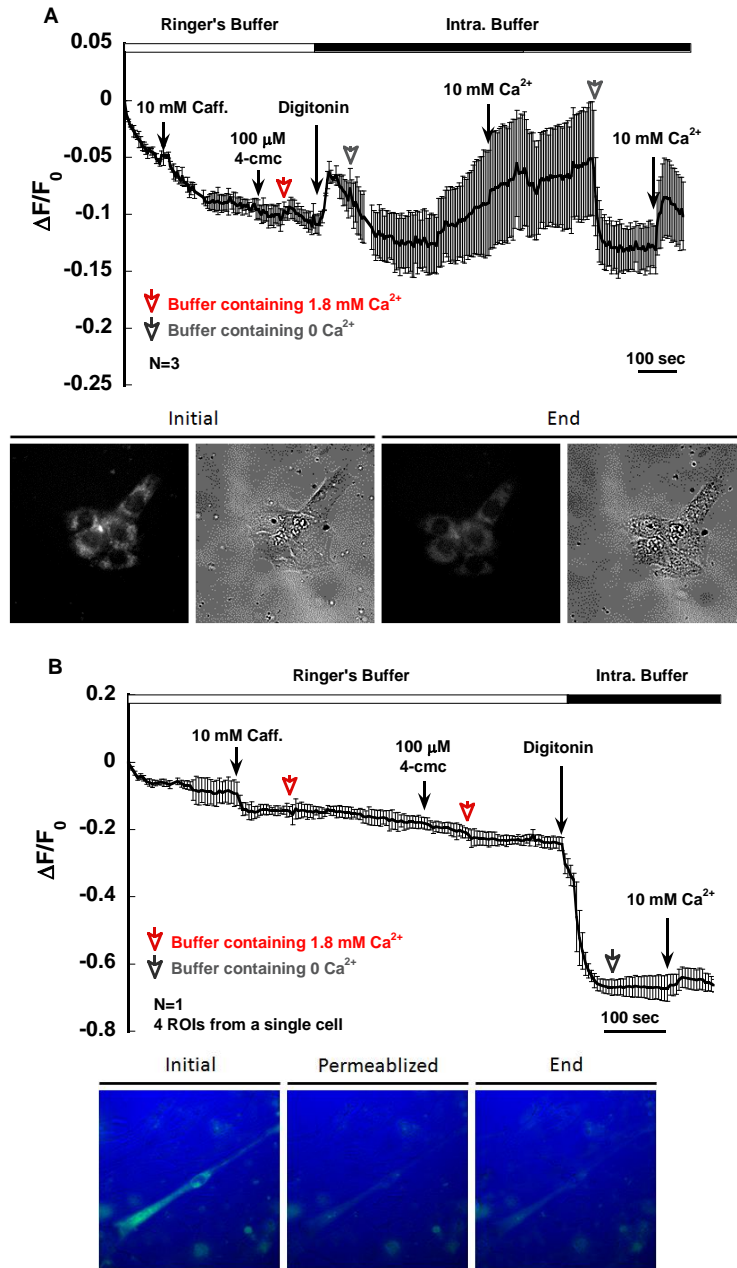 A
Ringer's Buffer Intra. Buffer
0.05
0
-0.05
-0.1
-0.15
-0.2
-0.25
ΔF/F0
10 mM Caff.
100 μM
4-cmc
Digitonin
10 mM Ca2+
10 mM Ca2+
Buffer containing 1.8 mM Ca2+
Buffer containing 0 Ca2+
N=3
100 sec
Initial End
B
Ringer's Buffer Intra. Buffer
0.2
0
-0.2
-0.4
-0.6
-0.8
ΔF/F0
10 mM Caff.
100 μM
4-cmc
Digitonin
10 mM Ca2+
Buffer containing 1.8 mM Ca2+
Buffer containing 0 Ca2+
N=1
4 ROIs from a single cell
100 sec
Initial Permeablized End